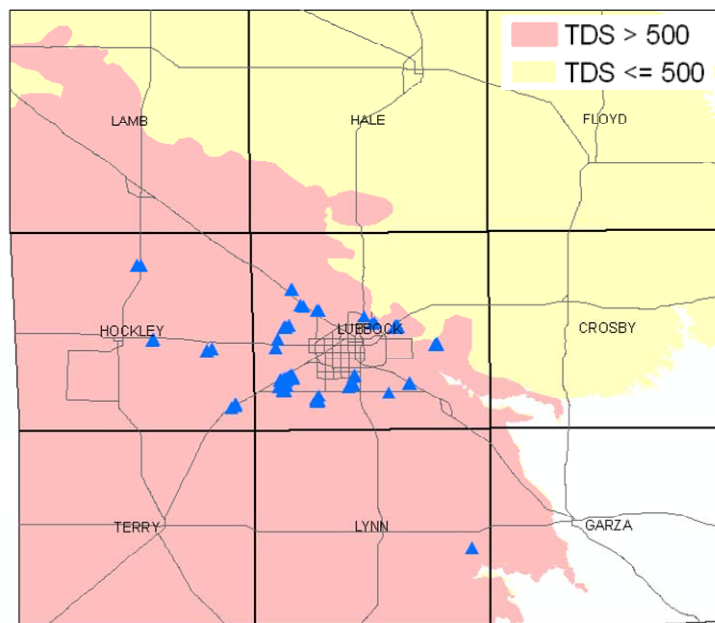 TDS > 500
TDS <= 500
LAMB
HALE
FLOYD
HOCKLEY
LUBBOCK
CROSBY
TERRY
LYNN
GARZA